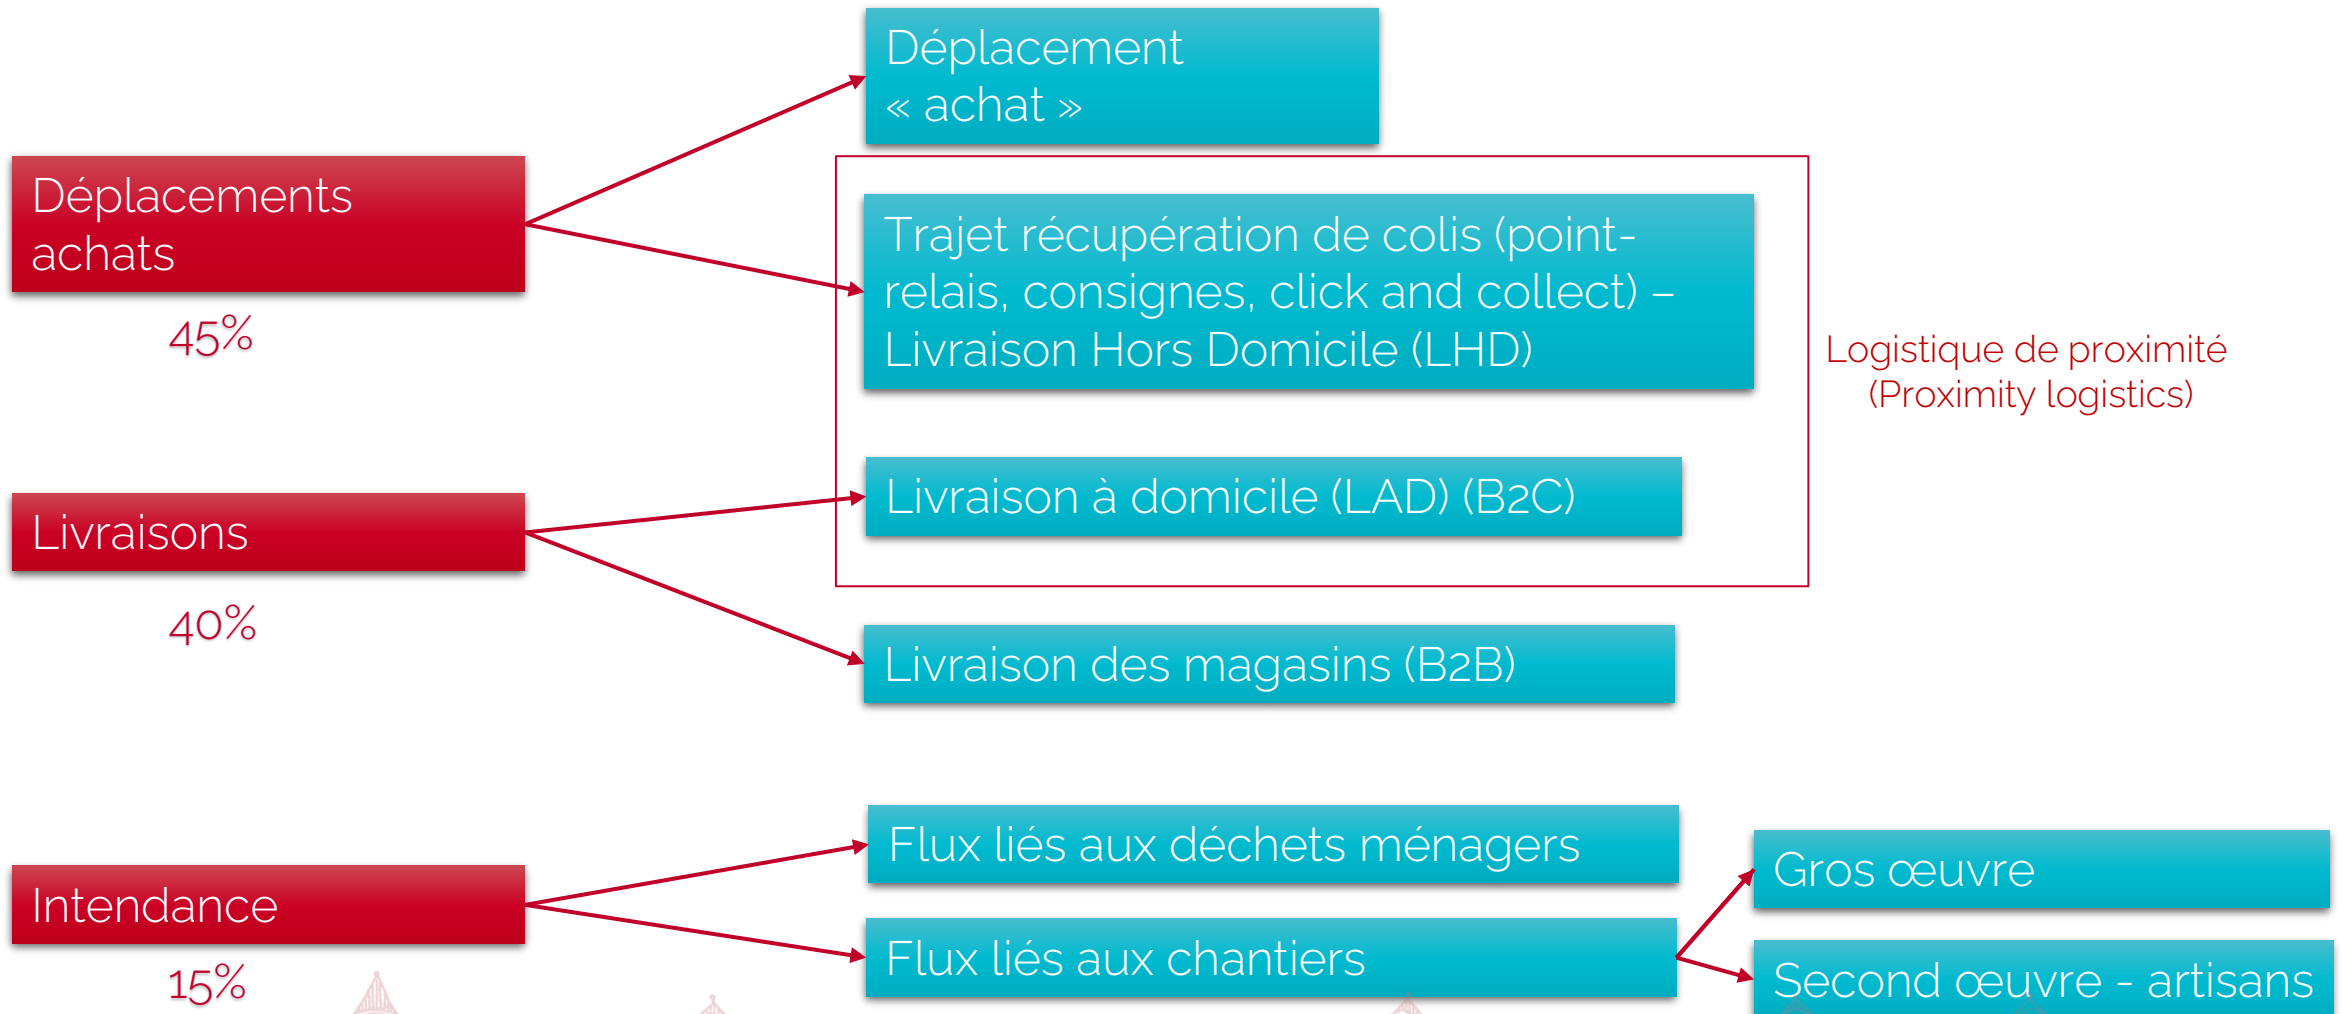 Déplacement
« achat »
Déplacements
achats
45%
Trajet récupération de colis (point-
relais, consignes, click and collect) –
Livraison Hors Domicile (LHD)
Logistique de proximité
(Proximity logistics)
Livraisons
40%
Livraison à domicile (LAD) (B2C)
Livraison des magasins (B2B)
Intendance
15%
Flux liés aux déchets ménagers
Flux liés aux chantiers
Gros œuvre
Second œuvre - artisans